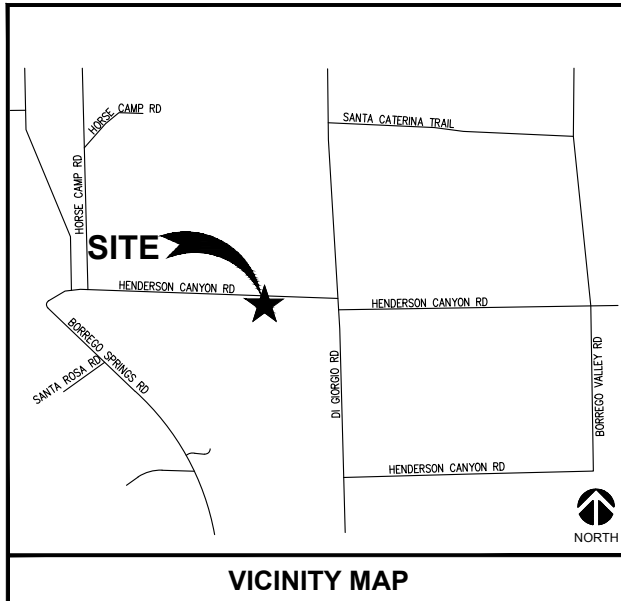 HORSE CAMP RD
SANTA CATERINA TRAIL
HORSE CAMP RD
SITE
HENDERSON CANYON RD
HENDERSON CANYON RD
BORREGO SPRINGS RD
SANTA ROSA RD
DI GIORGIO RD
BORREGO VALLEY RD
HENDERSON CANYON RD
NORTH
VICINITY MAP